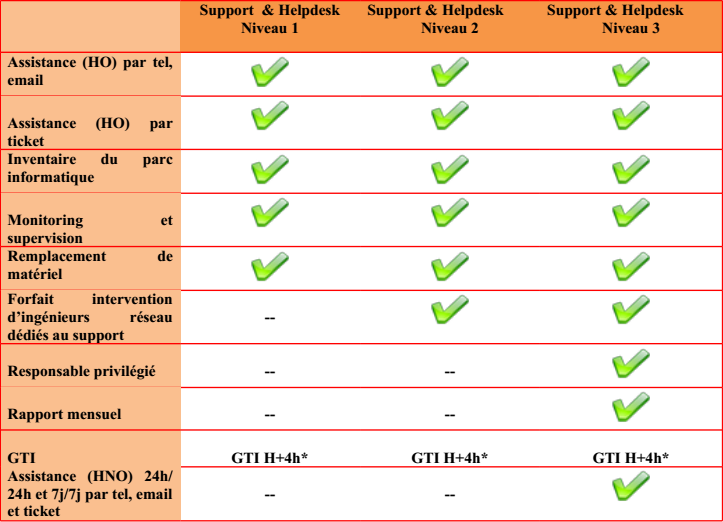 Support & Helpdesk Support & Helpdesk Support & Helpdesk
Niveau 1 Niveau 2 Niveau 3
Assistance (HO) par tel,
email
Assistance (HO) par
ticket
Inventaire du parc
informatique
Monitoring et
supervision
Remplacement de
matériel
Forfait intervention
d’ingénieurs réseau
dédiés au support
--
Responsable privilégié -- --
Rapport mensuel -- --
GTI GTI H+4h* GTI H+4h* GTI H+4h*
Assistance (HNO) 24h/
24h et 7j/7j par tel, email
et ticket
-- --